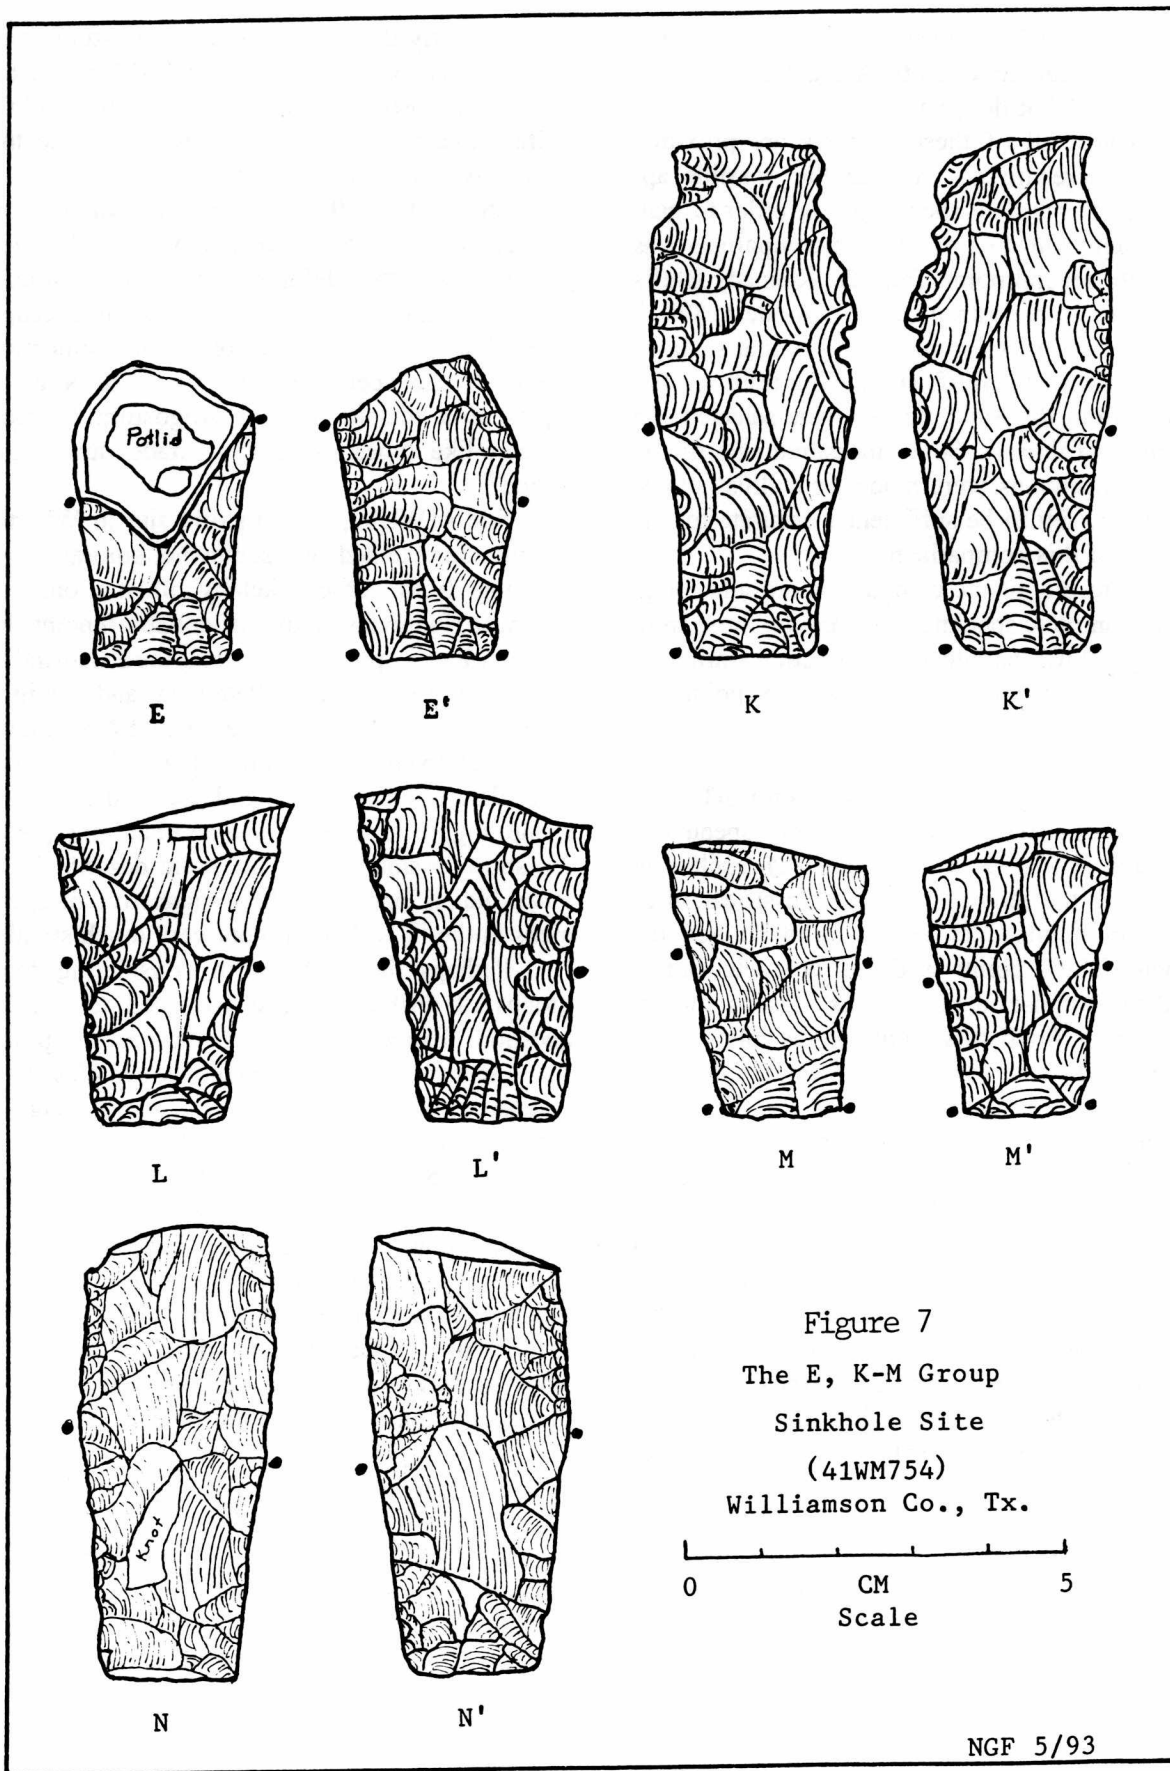 Potlid
E
E'
K
K'
L
L'
M
M'
Knot
N
N'
Figure 7
The E, K-M Group
Sinkhole Site
(41WM754)
Williamson Co., Tx.
0 CM 5
Scale
NGF 5/93